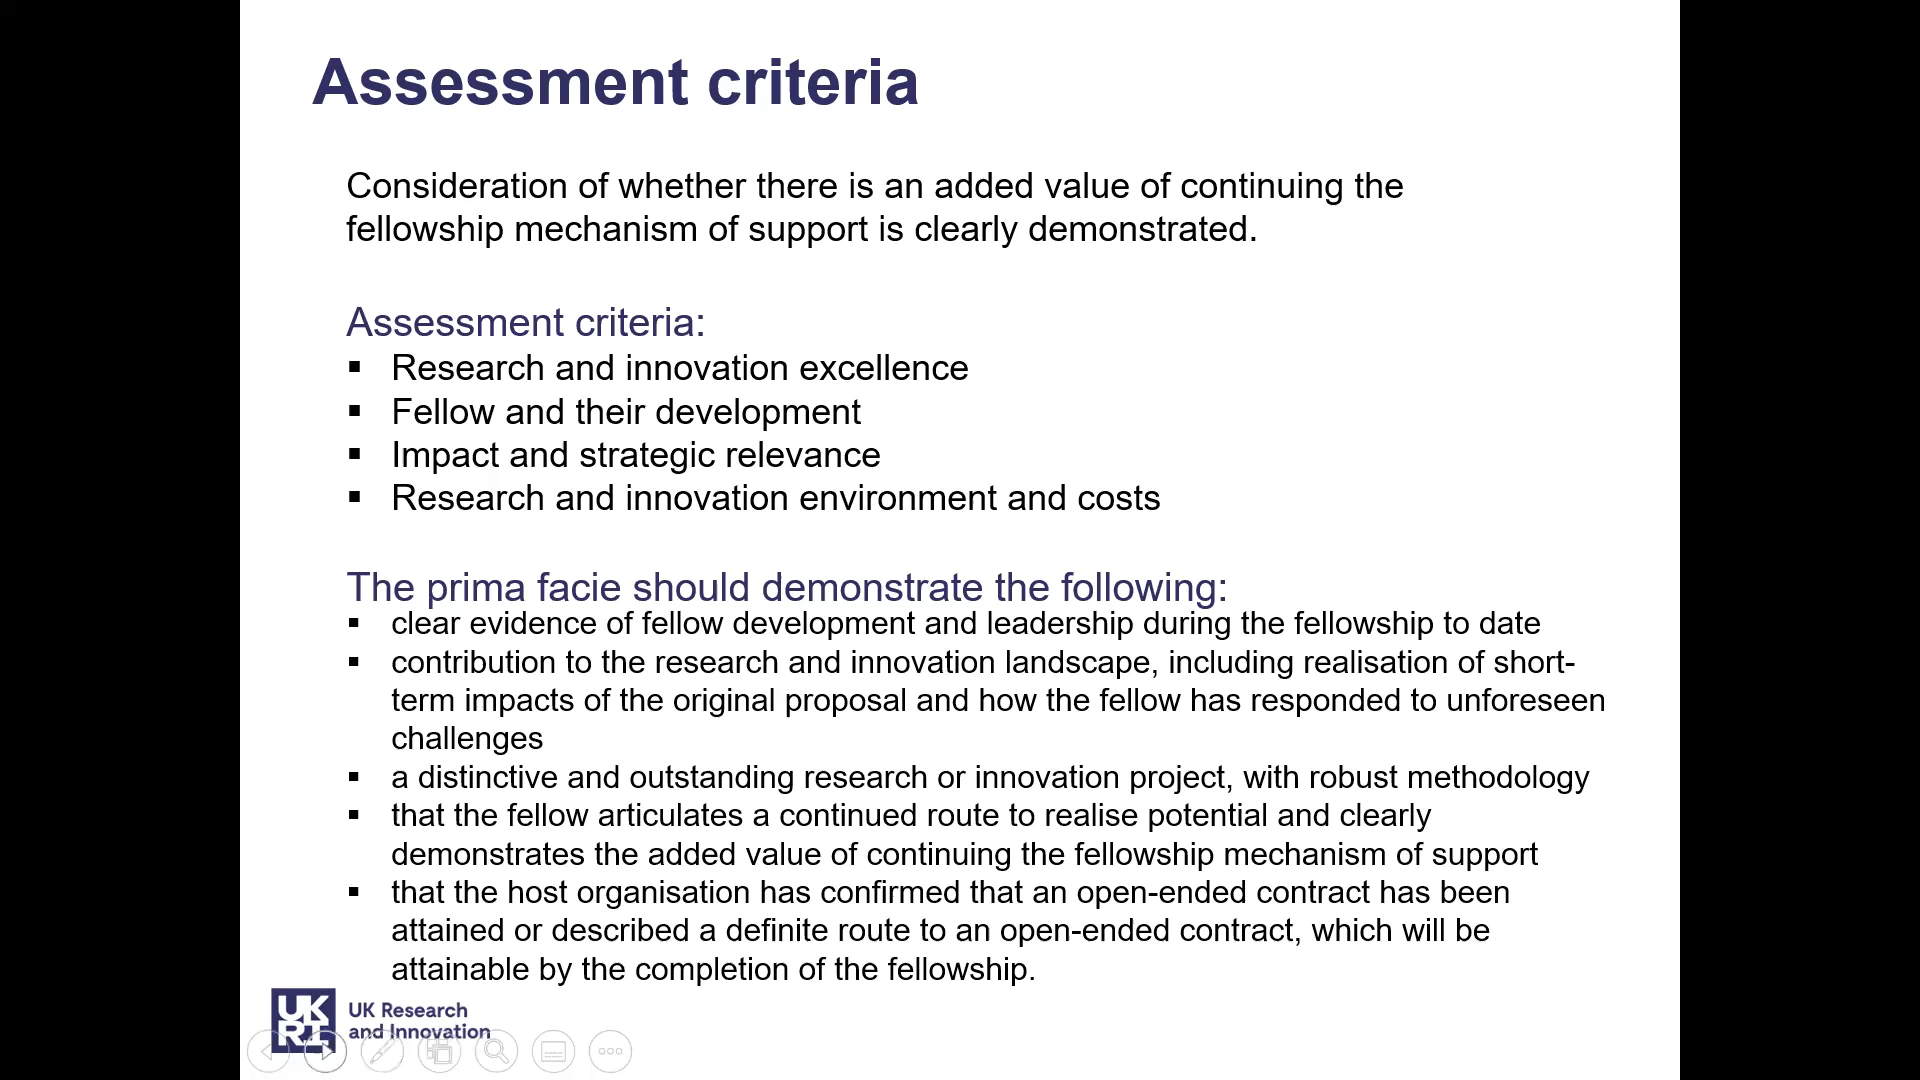 Assessment criteria
Consideration of whether there is an added value of continuing the
fellowship mechanism of support is clearly demonstrated.
Assessment criteria:
▪ Research and innovation excellence
▪ Fellow and their development
▪ Impact and strategic relevance
▪ Research and innovation environment and costs
The prima facie should demonstrate the following:
▪ clear evidence of fellow development and leadership during the fellowship to date
▪ contribution to the research and innovation landscape, including realisation of short-
term impacts of the original proposal and how the fellow has responded to unforeseen
challenges
▪ a distinctive and outstanding research or innovation project, with robust methodology
▪ that the fellow articulates a continued route to realise potential and clearly
demonstrates the added value of continuing the fellowship mechanism of support
▪ that the host organisation has confirmed that an open-ended contract has been
attained or described a definite route to an open-ended contract, which will be
attainable by the completion of the fellowship.
UK
RI
UK Research
and Innovation